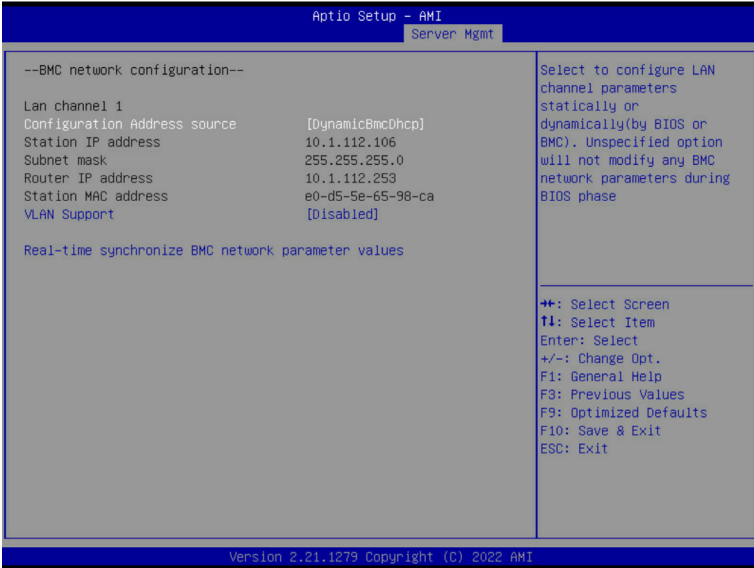 Aptio Setup – AMI
Server Mgmt
--BMC network configuration--
Lan channel 1
Configuration Address source [DynamicBmcDhcp]
Station IP address 10.1.112.106
Subnet mask 255.255.255.0
Router IP address 10.1.112.253
Station MAC address e0-d5-5e-65-98-ca
VLAN Support [Disabled]
Real-time synchronize BMC network parameter values
Select to configure LAN
channel parameters
statically or
dynamically(by BIOS or
BMC). Unspecified option
will not modify any BMC
network parameters during
BIOS phase
→←: Select Screen
↑↓: Select Item
Enter: Select
+/-: Change Opt.
F1: General Help
F3: Previous Values
F9: Optimized Defaults
F10: Save & Exit
ESC: Exit
Version 2.21.1279 Copyright (C) 2022 AMI